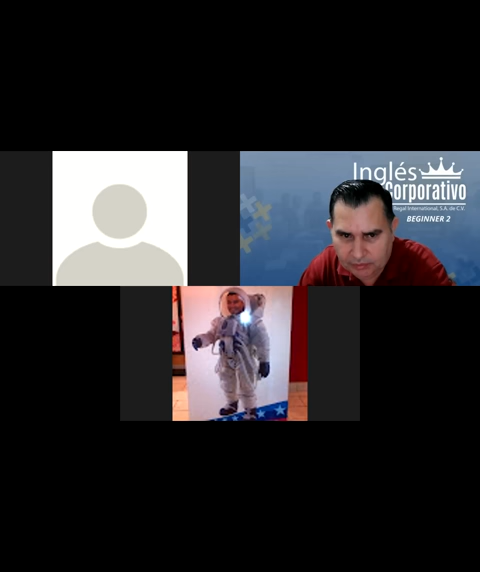 Inglés
Corporativo
Regal International, S.A. de C.V.
BEGINNER 2